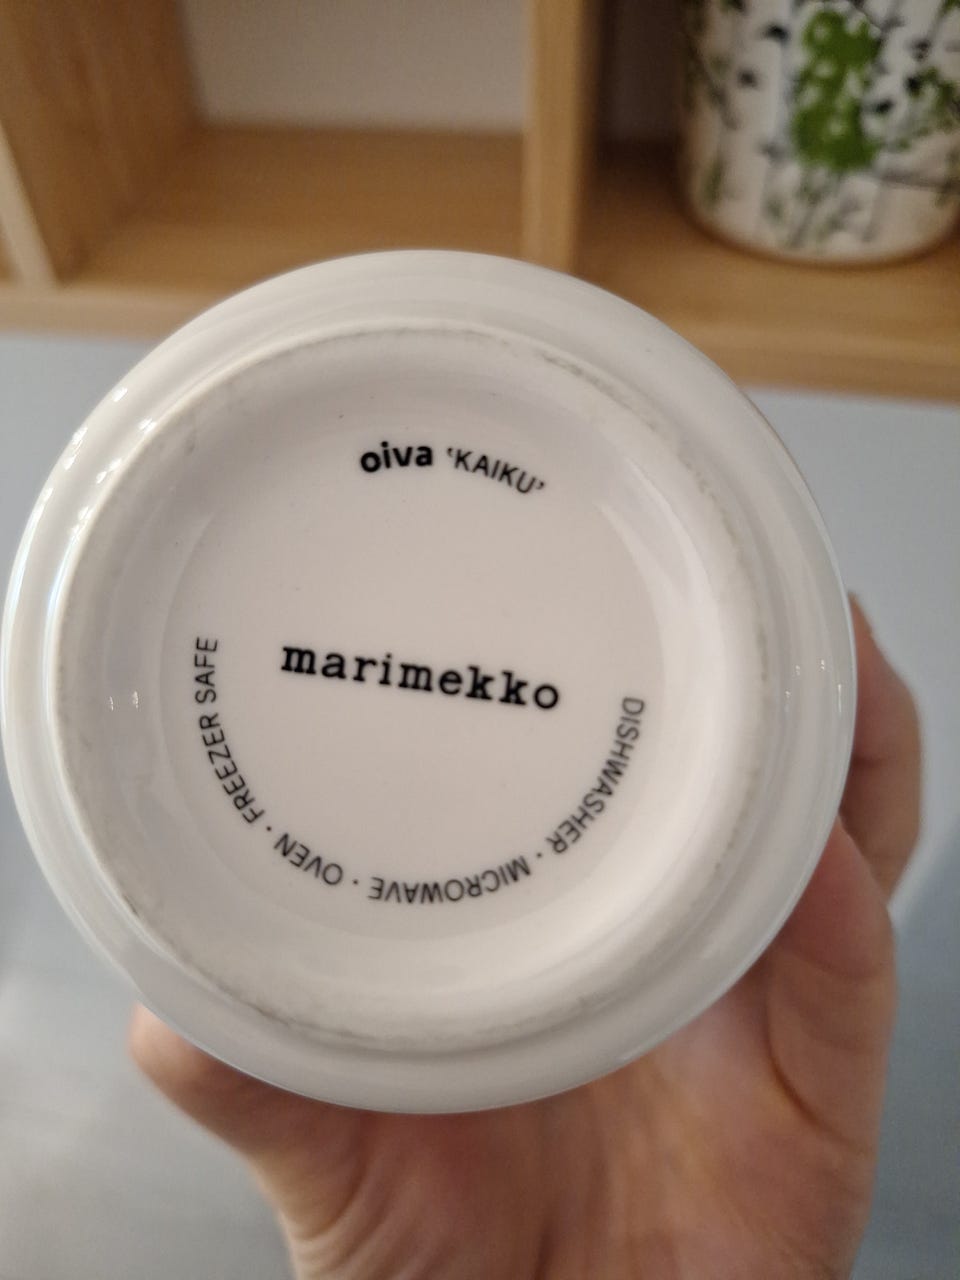 oiva 'KAIKU'
marimekko
DISHWASHER · MICROWAVE · OVEN · FREEZER SAFE